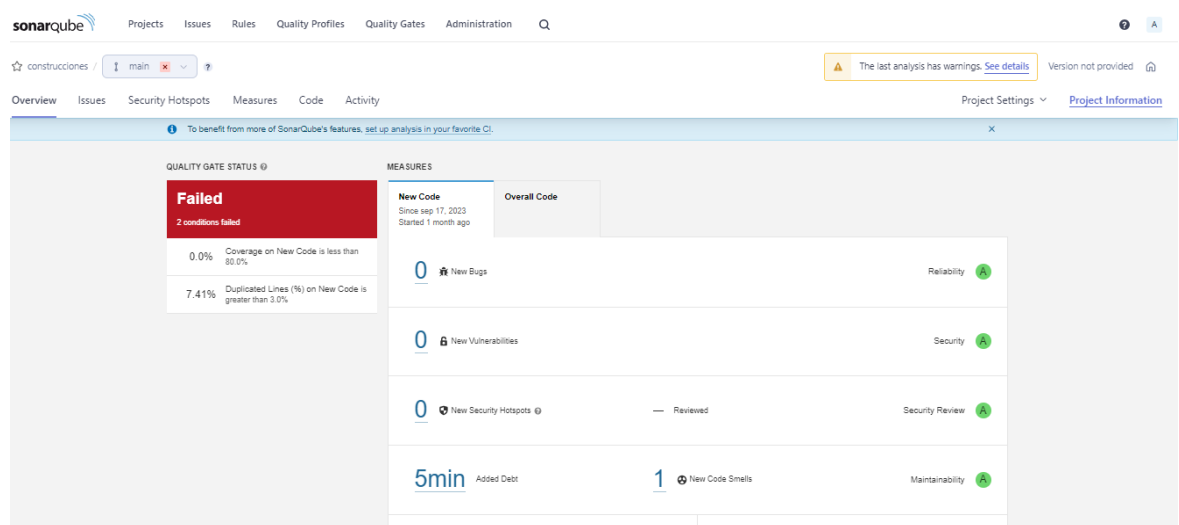 sonarqube Projects Issues Rules Quality Profiles Quality Gates Administration A
construcciones / main The last analysis has warnings. See details Version not provided
Overview Issues Security Hotspots Measures Code Activity Project Settings Project Information
To benefit from more of SonarQube's features, set up analysis in your favorite CI.
QUALITY GATE STATUS
Failed
2 conditions failed
0.0% Coverage on New Code is less than
80.0%
7.41% Duplicated Lines (%) on New Code is
greater than 3.0%
MEASURES
New Code
Since sep 17, 2023
Started 1 month ago
Overall Code
0 New Bugs Reliability A
0 New Vulnerabilities Security A
0 New Security Hotspots — Reviewed Security Review A
5min Added Debt 1 New Code Smells Maintainability A